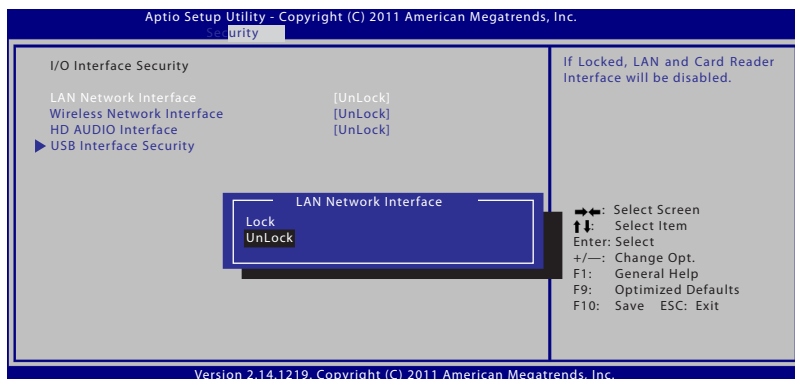 Aptio Setup Utility - Copyright (C) 2011 American Megatrends, Inc.
Security
I/O Interface Security
LAN Network Interface [UnLock]
Wireless Network Interface [UnLock]
HD AUDIO Interface [UnLock]
USB Interface Security
If Locked, LAN and Card Reader
Interface will be disabled.
LAN Network Interface
Lock
UnLock
→←: Select Screen
↑↓: Select Item
Enter: Select
+/—: Change Opt.
F1: General Help
F9: Optimized Defaults
F10: Save ESC: Exit
Version 2.14.1219, Copyright (C) 2011 American Megatrends, Inc.